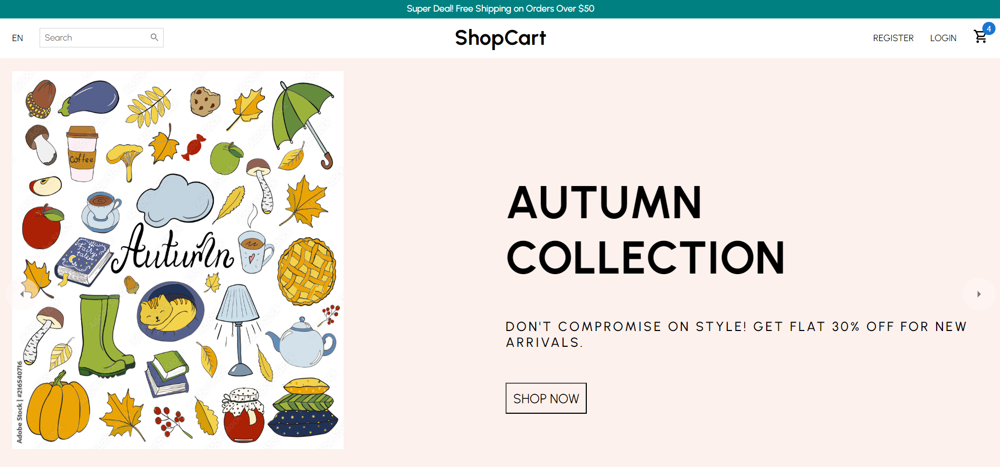 Super Deal! Free Shipping on Orders Over $50
EN
Search
ShopCart
REGISTER
LOGIN
4
coffee
Fairy
tales
Autumn
Adobe Stock | #216540716
AUTUMN
COLLECTION
DON'T COMPROMISE ON STYLE! GET FLAT 30% OFF FOR NEW
ARRIVALS.
SHOP NOW